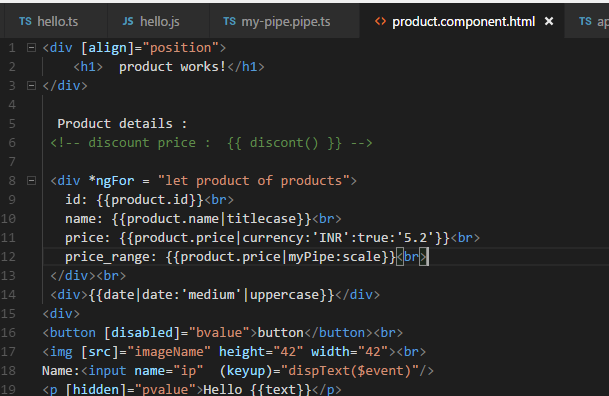 TS hello.ts JS hello.js TS my-pipe.pipe.ts <> product.component.html × TS ap
1 <div [align]="position">
2 <h1>  product works!</h1>
3 </div>
4
5 Product details :
6 <!-- discount price :  {{ discont() }} -->
7
8 <div *ngFor = "let product of products">
9 id: {{product.id}}<br>
10 name: {{product.name|titlecase}}<br>
11 price: {{product.price|currency:'INR':true:'5.2'}}<br>
12 price_range: {{product.price|myPipe:scale}}<br>
13 </div><br>
14 <div>{{date|date:'medium'|uppercase}}</div>
15 <div>
16 <button [disabled]="bvalue">button</button><br>
17 <img [src]="imageName" height="42" width="42"><br>
18 Name:<input name="ip"  (keyup)="dispText($event)"/>
19 <p [hidden]="pvalue">Hello {{text}}</p>